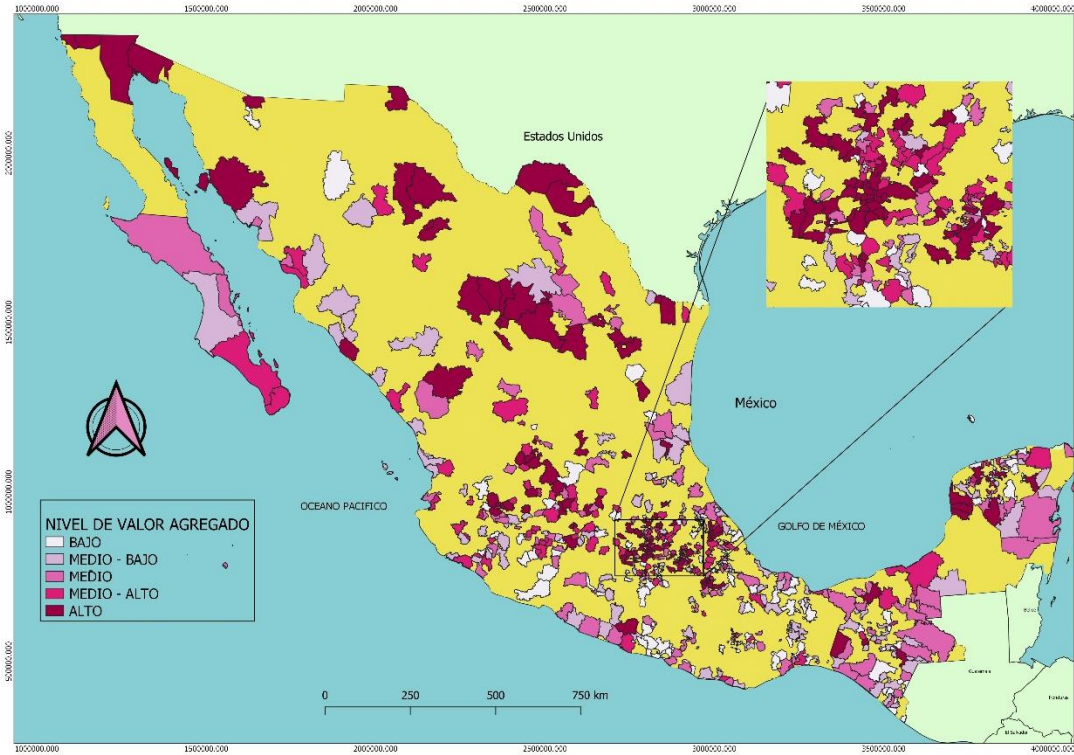 1000000.000 1500000.000 2000000.000 2500000.000 3000000.000 3500000.000 4000000.000
2000000.000
1500000.000
1000000.000
500000.000
Estados Unidos
México
OCEANO PACIFICO
GOLFO DE MÉXICO
NIVEL DE VALOR AGREGADO
BAJO
MEDIO - BAJO
MEDIO
MEDIO - ALTO
ALTO
Belice
Guatemala
Honduras
El Salvador
0 250 500 750 km
1000000.000 1500000.000 2000000.000 2500000.000 3000000.000 3500000.000 4000000.000